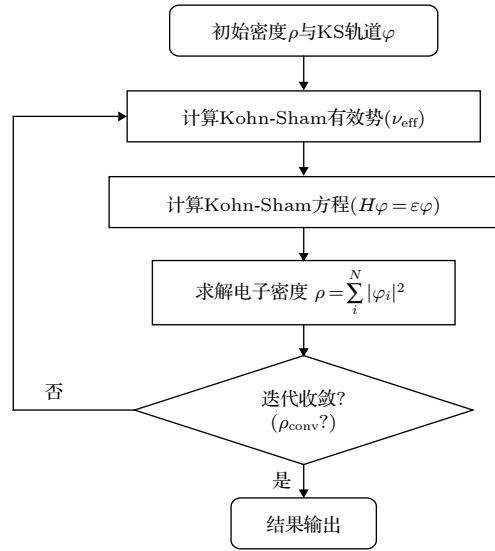 初始密度ρ与KS轨道φ
计算Kohn-Sham有效势(ν_eff)
计算Kohn-Sham方程(Hφ = εφ)
求解电子密度 ρ = ∑_i^N |φ_i|²
否
迭代收敛?
(ρ_conv?)
是
结果输出